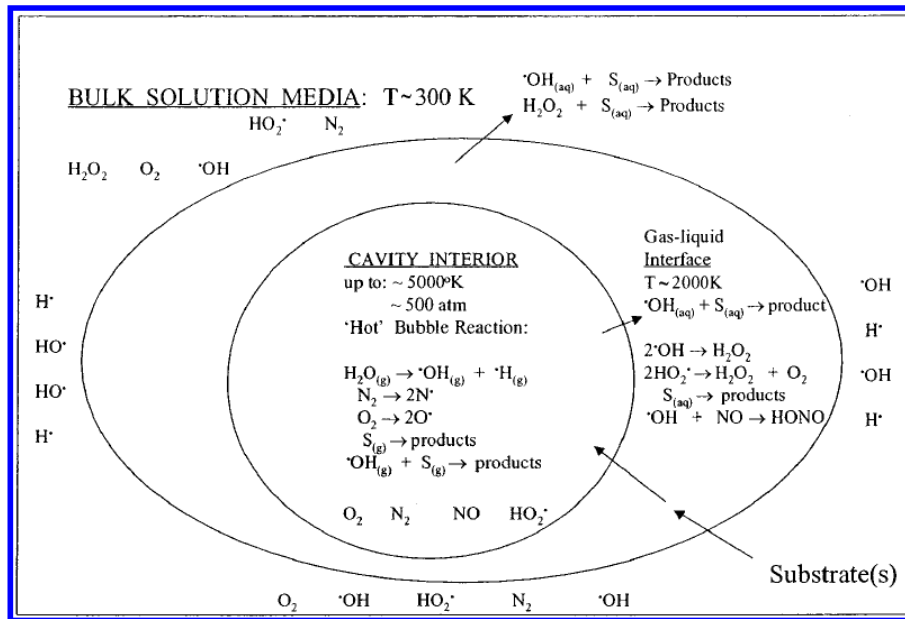 BULK SOLUTION MEDIA: T~300 K
HO₂• N₂
H₂O₂ O₂ •OH
•OH(aq) + S(aq) → Products
H₂O₂ + S(aq) → Products
CAVITY INTERIOR
up to: ~ 5000°K
~ 500 atm
'Hot' Bubble Reaction:
H₂O(g) → •OH(g) + •H(g)
N₂ → 2N•
O₂ → 2O•
S(g) → products
•OH(g) + S(g) → products
O₂ N₂ NO HO₂•
Gas-liquid
Interface
T~2000K
•OH(aq) + S(aq) → product
2•OH → H₂O₂
2HO₂• → H₂O₂ + O₂
S(aq) → products
•OH + NO → HONO
H•
HO•
HO•
H•
•OH
H•
•OH
H•
Substrate(s)
O₂ •OH HO₂• N₂ •OH